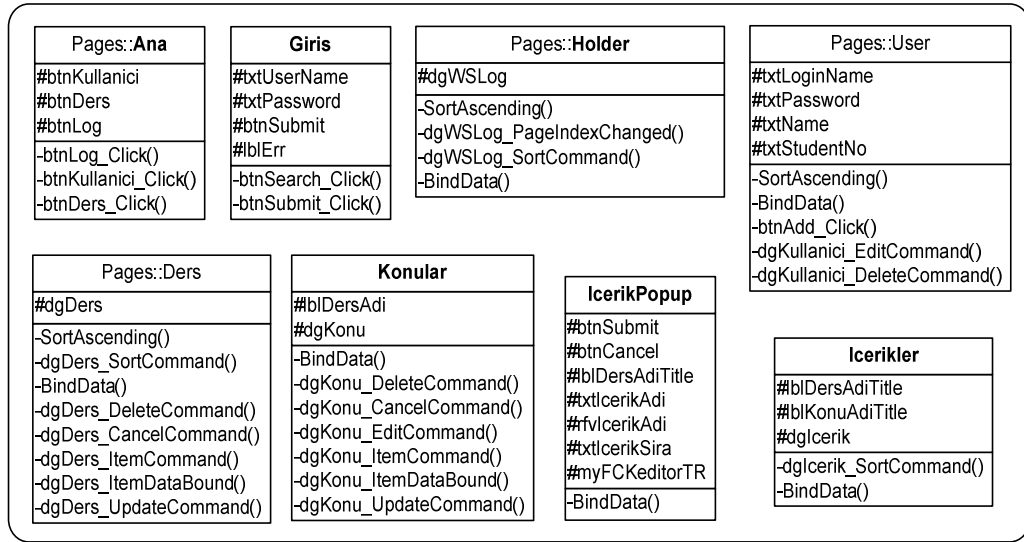 Pages::Ana
#btnKullanici
#btnDers
#btnLog
-btnLog_Click()
-btnKullanici_Click()
-btnDers_Click()
Giris
#txtUserName
#txtPassword
#btnSubmit
#lblErr
-btnSearch_Click()
-btnSubmit_Click()
Pages::Holder
#dgWSLog
-SortAscending()
-dgWSLog_PageIndexChanged()
-dgWSLog_SortCommand()
-BindData()
Pages::User
#txtLoginName
#txtPassword
#txtName
#txtStudentNo
-SortAscending()
-BindData()
-btnAdd_Click()
-dgKullanici_EditCommand()
-dgKullanici_DeleteCommand()
Pages::Ders
#dgDers
-SortAscending()
-dgDers_SortCommand()
-BindData()
-dgDers_DeleteCommand()
-dgDers_CancelCommand()
-dgDers_ItemCommand()
-dgDers_ItemDataBound()
-dgDers_UpdateCommand()
Konular
#lblDersAdi
#dgKonu
-BindData()
-dgKonu_DeleteCommand()
-dgKonu_CancelCommand()
-dgKonu_EditCommand()
-dgKonu_ItemCommand()
-dgKonu_ItemDataBound()
-dgKonu_UpdateCommand()
IcerikPopup
#btnSubmit
#btnCancel
#lblDersAdiTitle
#txtIcerikAdi
#rfvIcerikAdi
#txtIcerikSira
#myFCKeditorTR
-BindData()
Icerikler
#lblDersAdiTitle
#lblKonuAdiTitle
#dgIcerik
-dgIcerik_SortCommand()
-BindData()